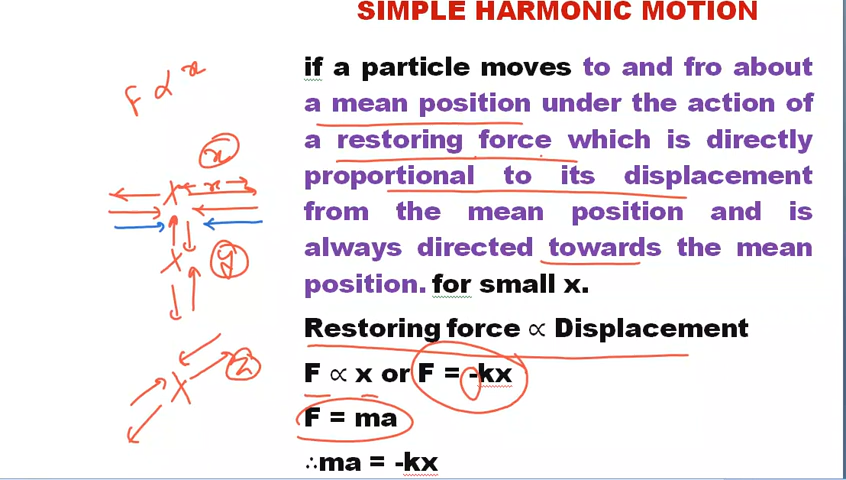 SIMPLE HARMONIC MOTION
if a particle moves to and fro about
a mean position under the action of
a restoring force which is directly
proportional to its displacement
from the mean position and is
always directed towards the mean
position. for small x.
Restoring force ∝ Displacement
F ∝ x or F = -kx
F = ma
∴ma = -kx
F ∝ x
x
x
y
z